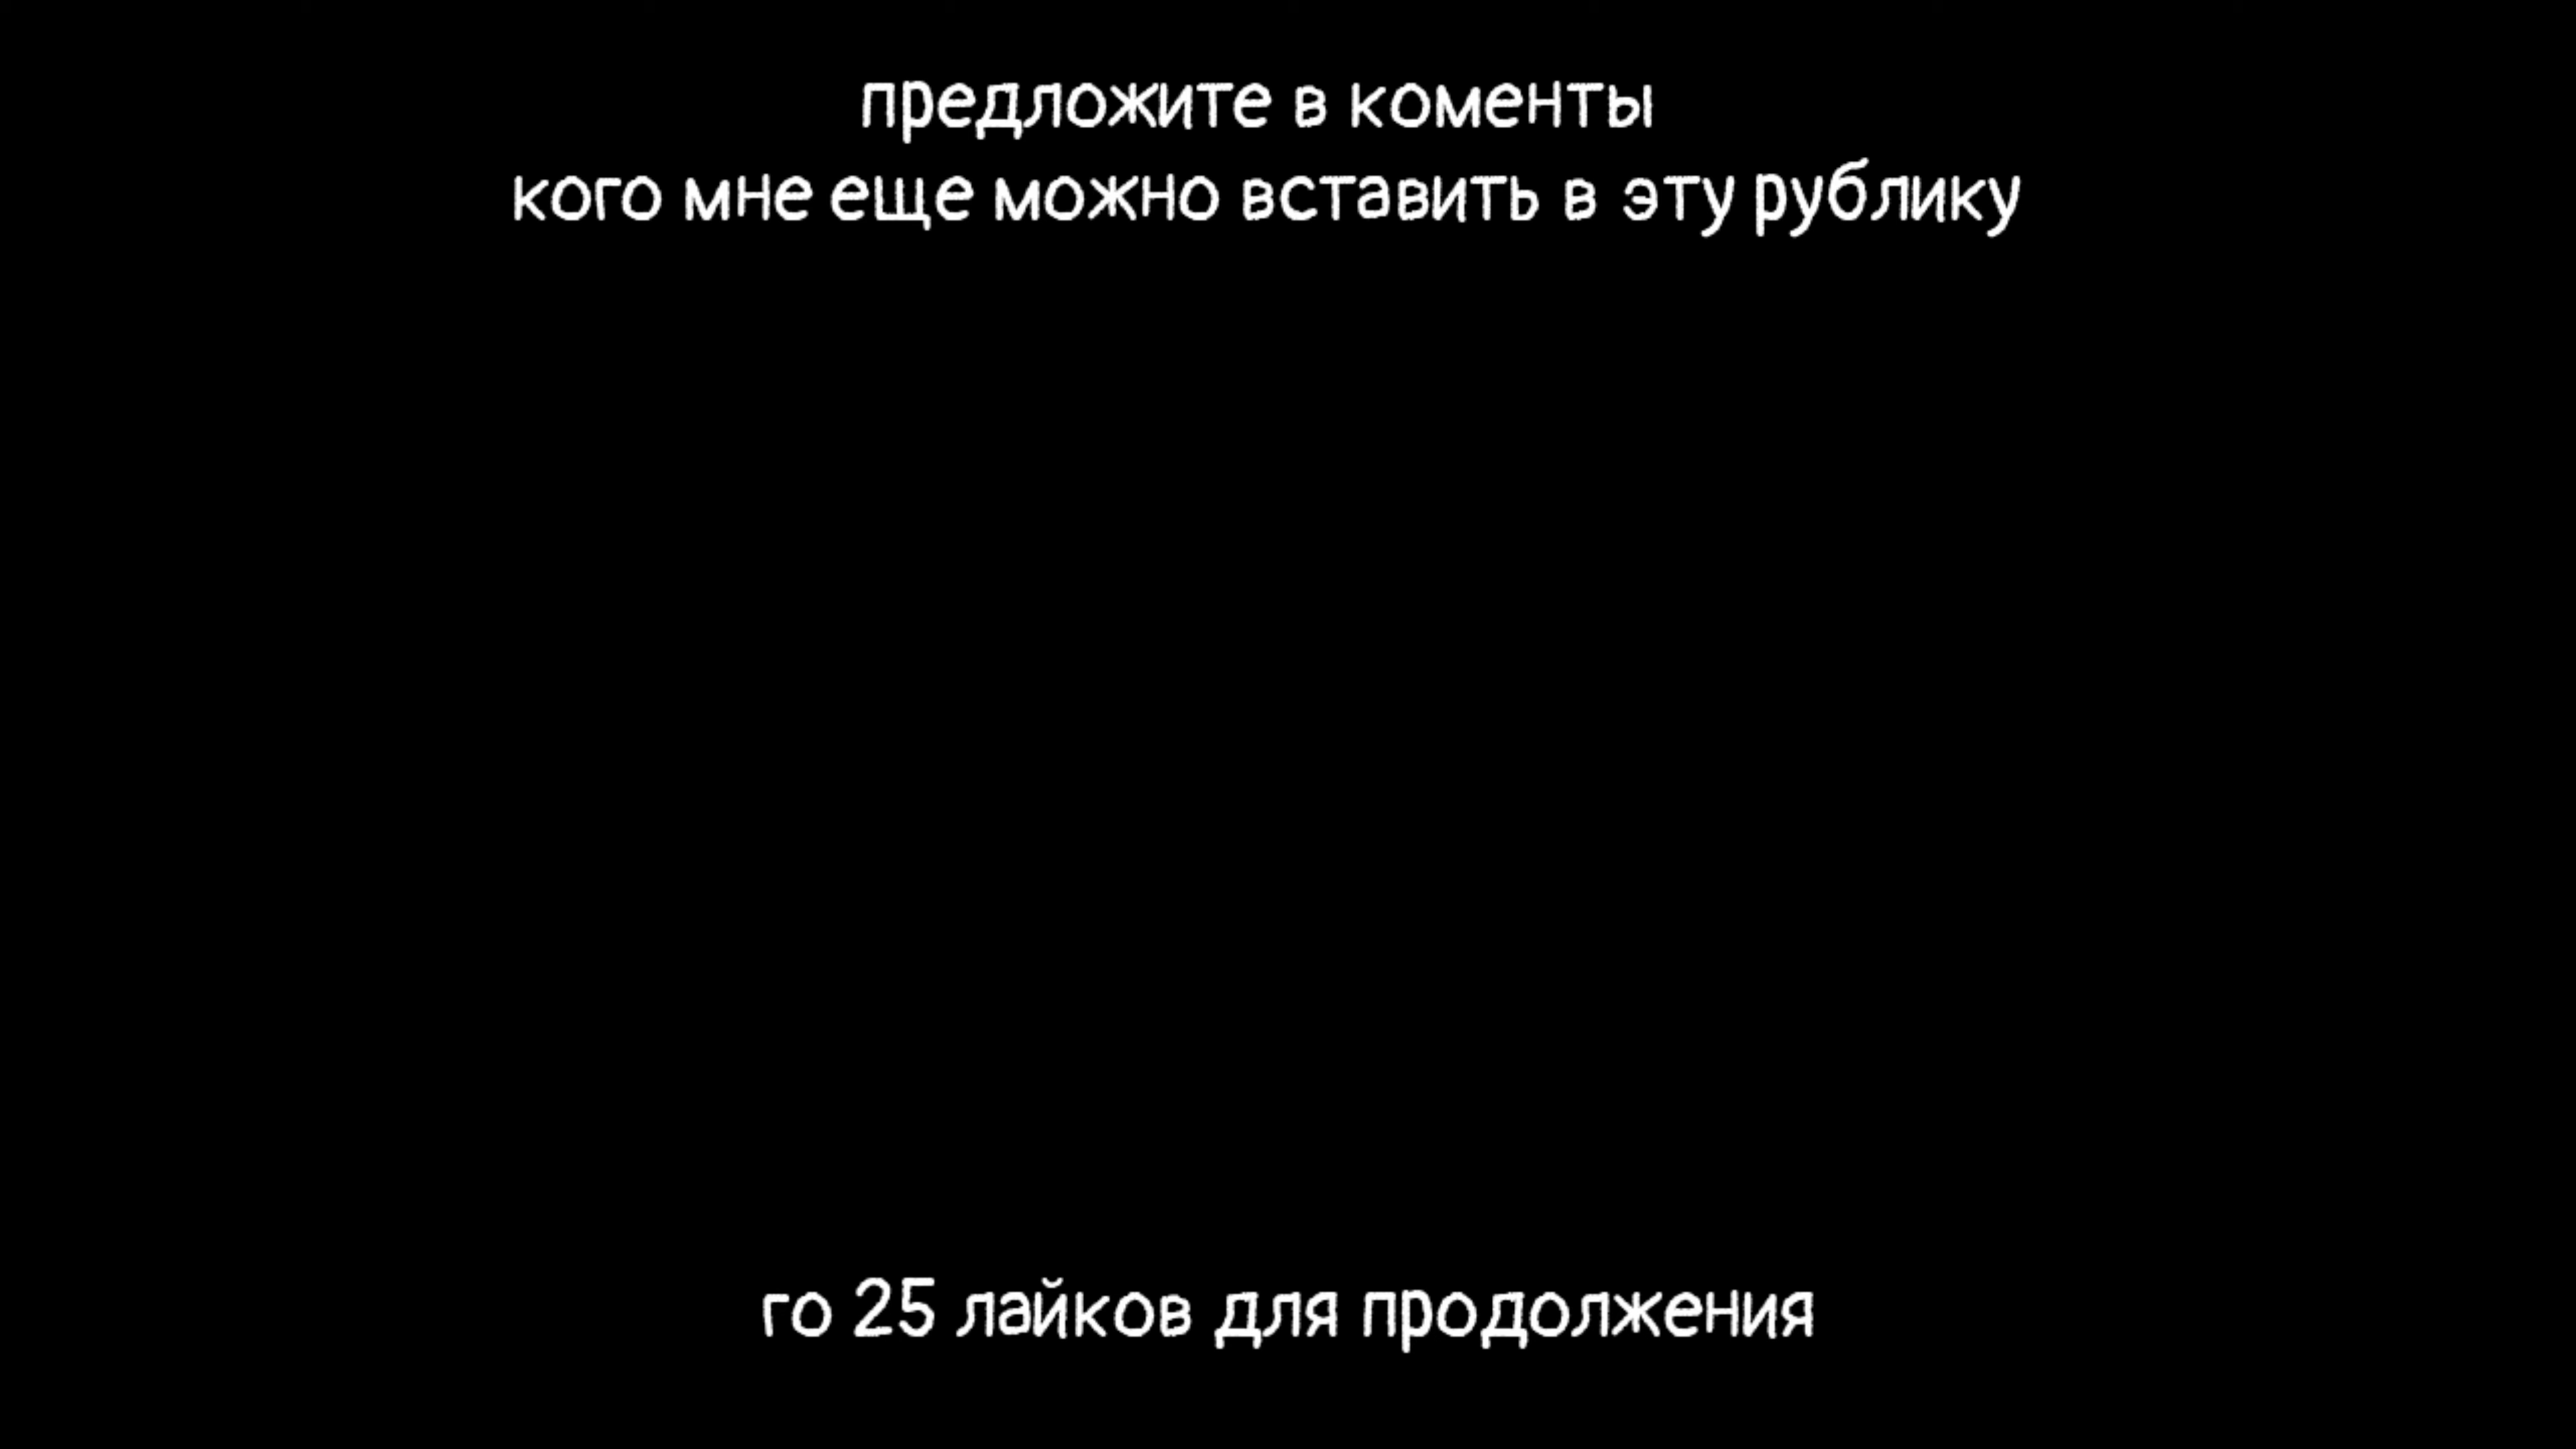 предложите в коменты
кого мне еще можно вставить в эту рублику
го 25 лайков для продолжения